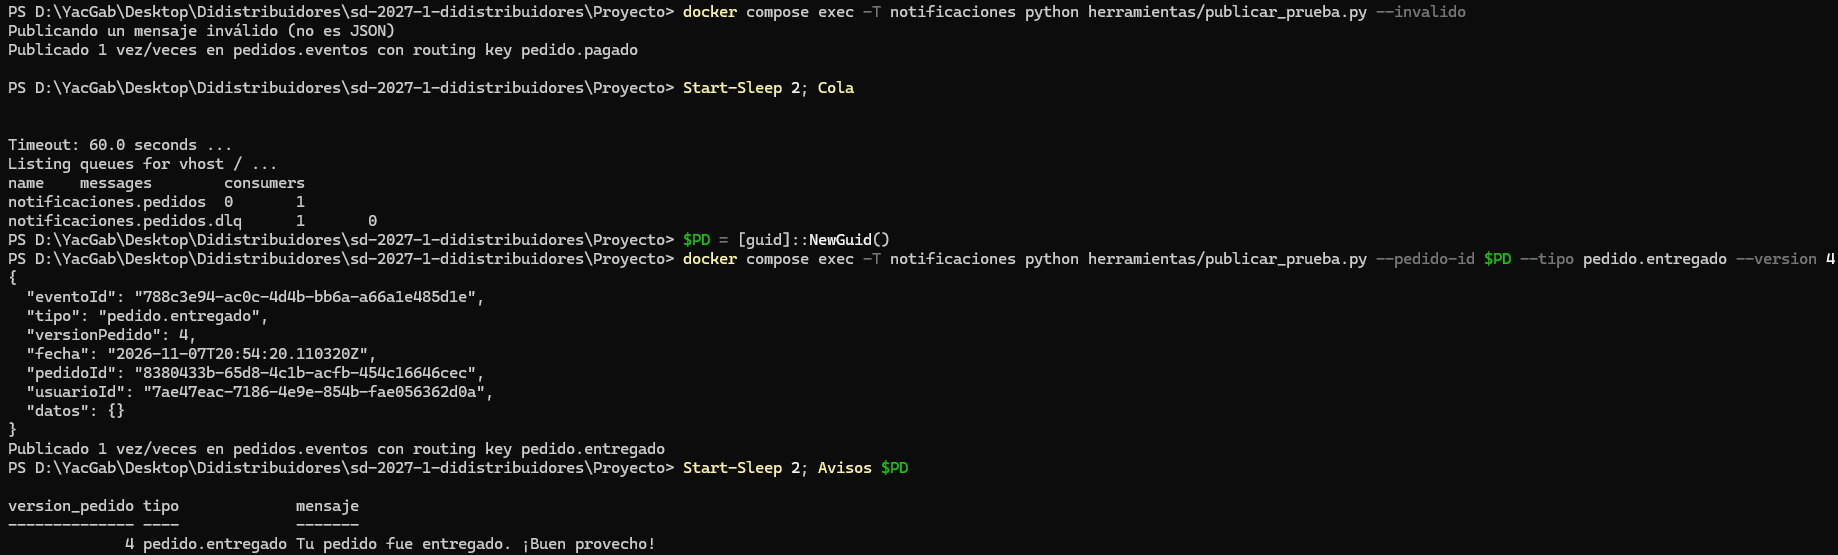 PS D:\YacGab\Desktop\Didistribuidores\sd-2027-1-didistribuidores\Proyecto> docker compose exec -T notificaciones python herramientas/publicar_prueba.py --invalido
Publicando un mensaje inválido (no es JSON)
Publicado 1 vez/veces en pedidos.eventos con routing key pedido.pagado
PS D:\YacGab\Desktop\Didistribuidores\sd-2027-1-didistribuidores\Proyecto> Start-Sleep 2; Cola
Timeout: 60.0 seconds ...
Listing queues for vhost / ...
name    messages        consumers
notificaciones.pedidos  0       1
notificaciones.pedidos.dlq      1       0
PS D:\YacGab\Desktop\Didistribuidores\sd-2027-1-didistribuidores\Proyecto> $PD = [guid]::NewGuid()
PS D:\YacGab\Desktop\Didistribuidores\sd-2027-1-didistribuidores\Proyecto> docker compose exec -T notificaciones python herramientas/publicar_prueba.py --pedido-id $PD --tipo pedido.entregado --version 4
{
  "eventoId": "788c3e94-ac0c-4d4b-bb6a-a66a1e485d1e",
  "tipo": "pedido.entregado",
  "versionPedido": 4,
  "fecha": "2026-11-07T20:54:20.110320Z",
  "pedidoId": "8380433b-65d8-4c1b-acfb-454c16646cec",
  "usuarioId": "7ae47eac-7186-4e9e-854b-fae056362d0a",
  "datos": {}
}
Publicado 1 vez/veces en pedidos.eventos con routing key pedido.entregado
PS D:\YacGab\Desktop\Didistribuidores\sd-2027-1-didistribuidores\Proyecto> Start-Sleep 2; Avisos $PD
version_pedido tipo             mensaje
-------------- ----             -------
             4 pedido.entregado Tu pedido fue entregado. ¡Buen provecho!